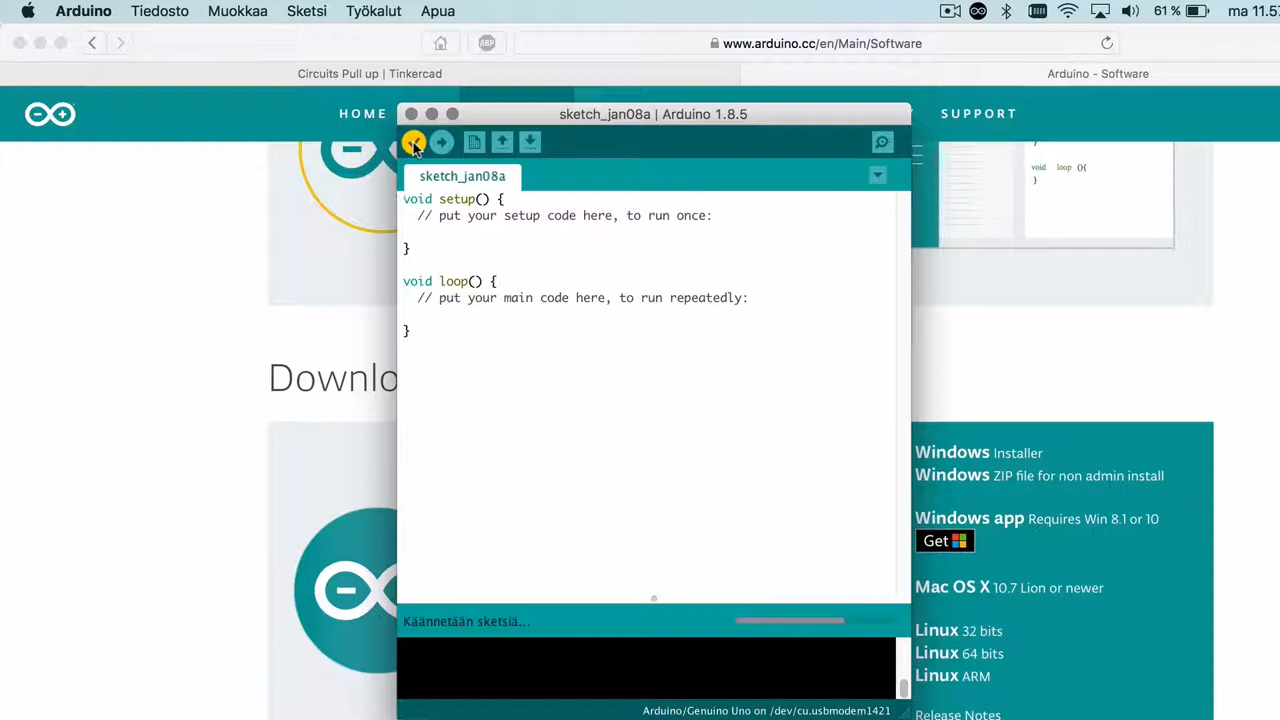 Arduino Tiedosto Muokkaa Sketsi Työkalut Apua 61 % ma 11.57
ABP
www.arduino.cc/en/Main/Software
Circuits Pull up | Tinkercad
Arduino - Software
HOME
SUPPORT
sketch_jan08a | Arduino 1.8.5
sketch_jan08a
void setup() {
// put your setup code here, to run once:
}
void loop() {
// put your main code here, to run repeatedly:
}
void loop (){
}
Downlo
Windows Installer
Windows ZIP file for non admin install
Windows app Requires Win 8.1 or 10
Get
Mac OS X 10.7 Lion or newer
Linux 32 bits
Linux 64 bits
Linux ARM
Release Notes
Käännetään sketsiä...
Arduino/Genuino Uno on /dev/cu.usbmodem1421